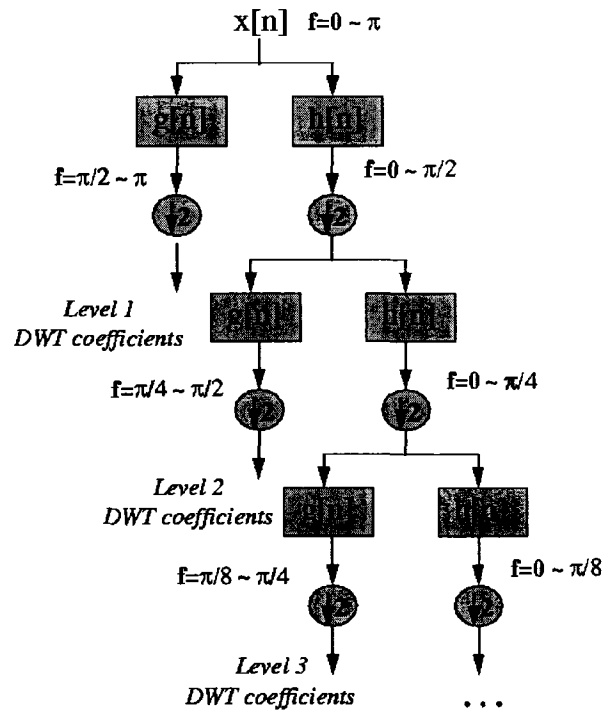 x[n] f=0 ~ π
g[n] h[n]
f=π/2 ~ π f=0 ~ π/2
↓2 ↓2
Level 1
DWT coefficients
g[n] h[n]
f=π/4 ~ π/2 f=0 ~ π/4
↓2 ↓2
Level 2
DWT coefficients
g[n] h[n]
f=π/8 ~ π/4 f=0 ~ π/8
↓2 ↓2
Level 3
DWT coefficients
...